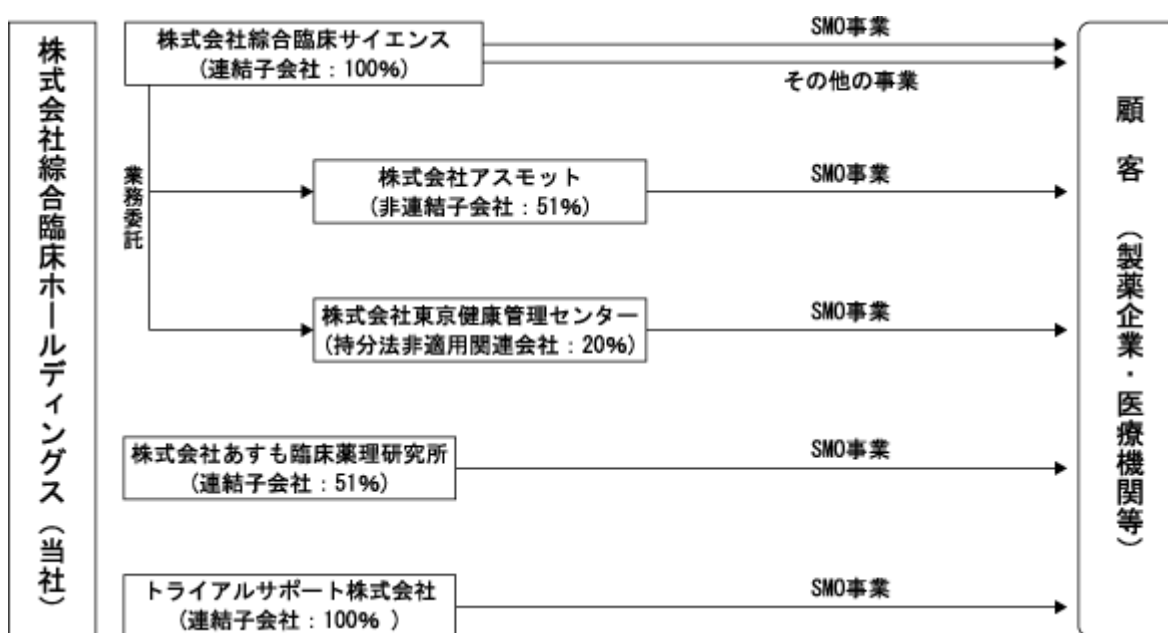 株式会社綜合臨床ホールディングス（当社）
株式会社綜合臨床サイエンス
(連結子会社：100%)
SMO事業
その他の事業
業務委託
株式会社アスモット
(非連結子会社：51%)
SMO事業
株式会社東京健康管理センター
(持分法非適用関連会社：20%)
SMO事業
株式会社あすも臨床薬理研究所
(連結子会社：51%)
SMO事業
トライアルサポート株式会社
(連結子会社：100% )
SMO事業
顧客（製薬企業・医療機関等）